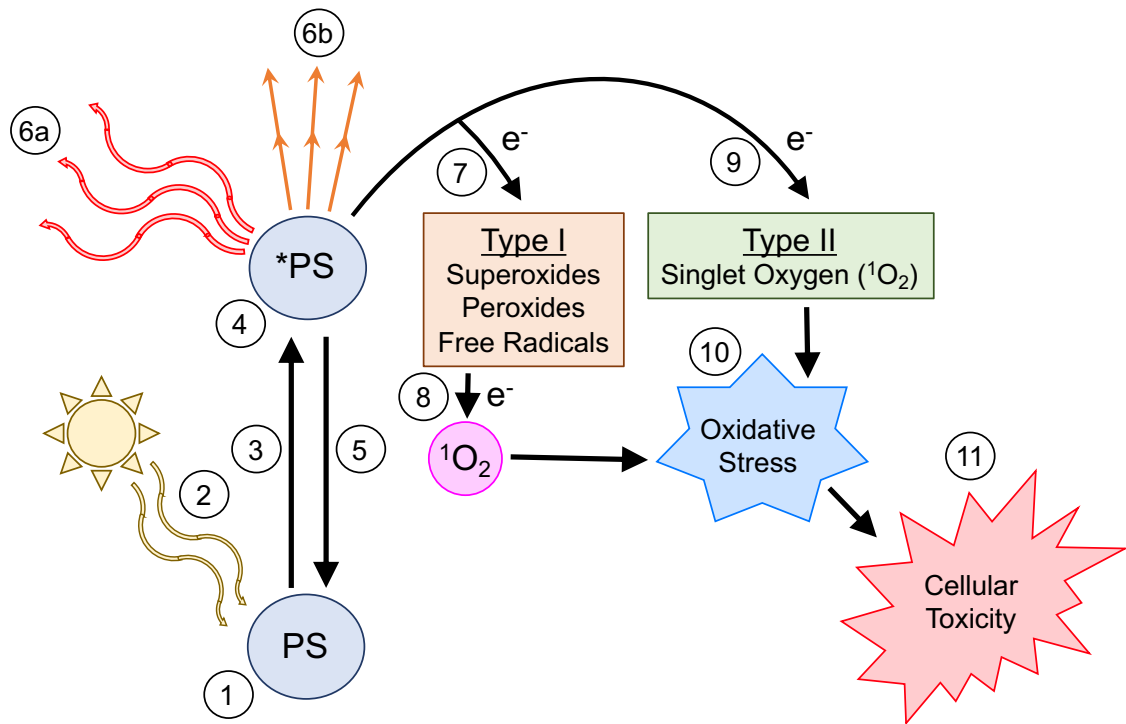 6b
6a
e⁻
e⁻
7
9
Type I
Superoxides
Peroxides
Free Radicals
Type II
Singlet Oxygen (¹O₂)
*PS
4
10
8
e⁻
Oxidative
Stress
3
5
¹O₂
11
2
Cellular
Toxicity
PS
1